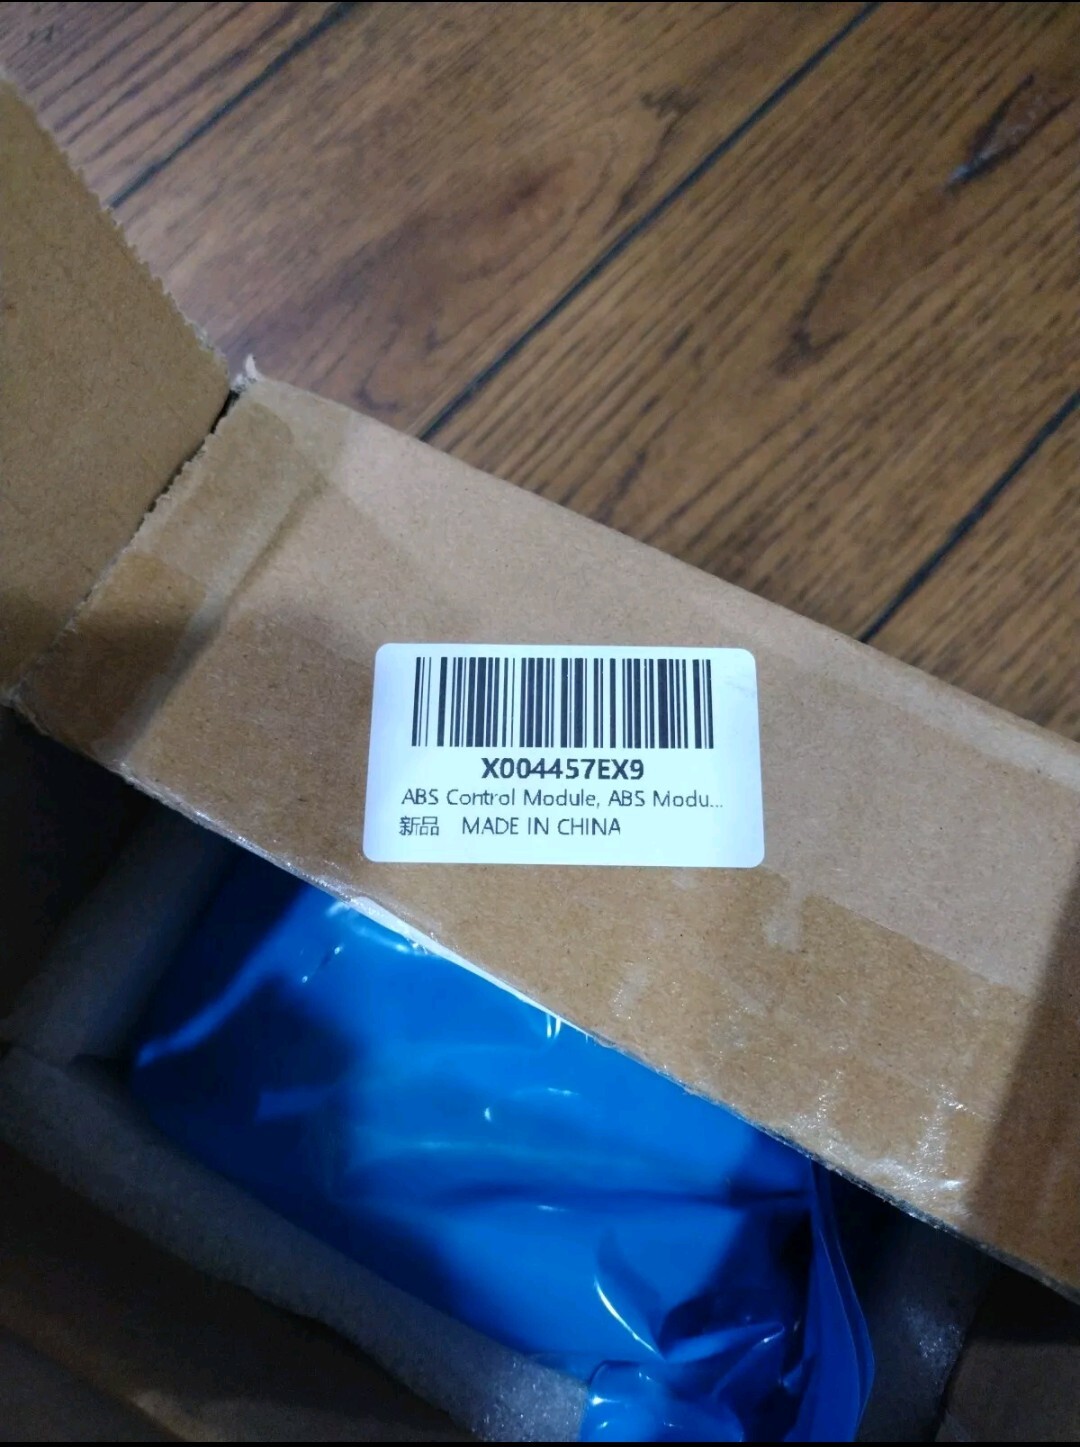 X004457EX9
ABS Control Module, ABS Modu...
新品 MADE IN CHINA